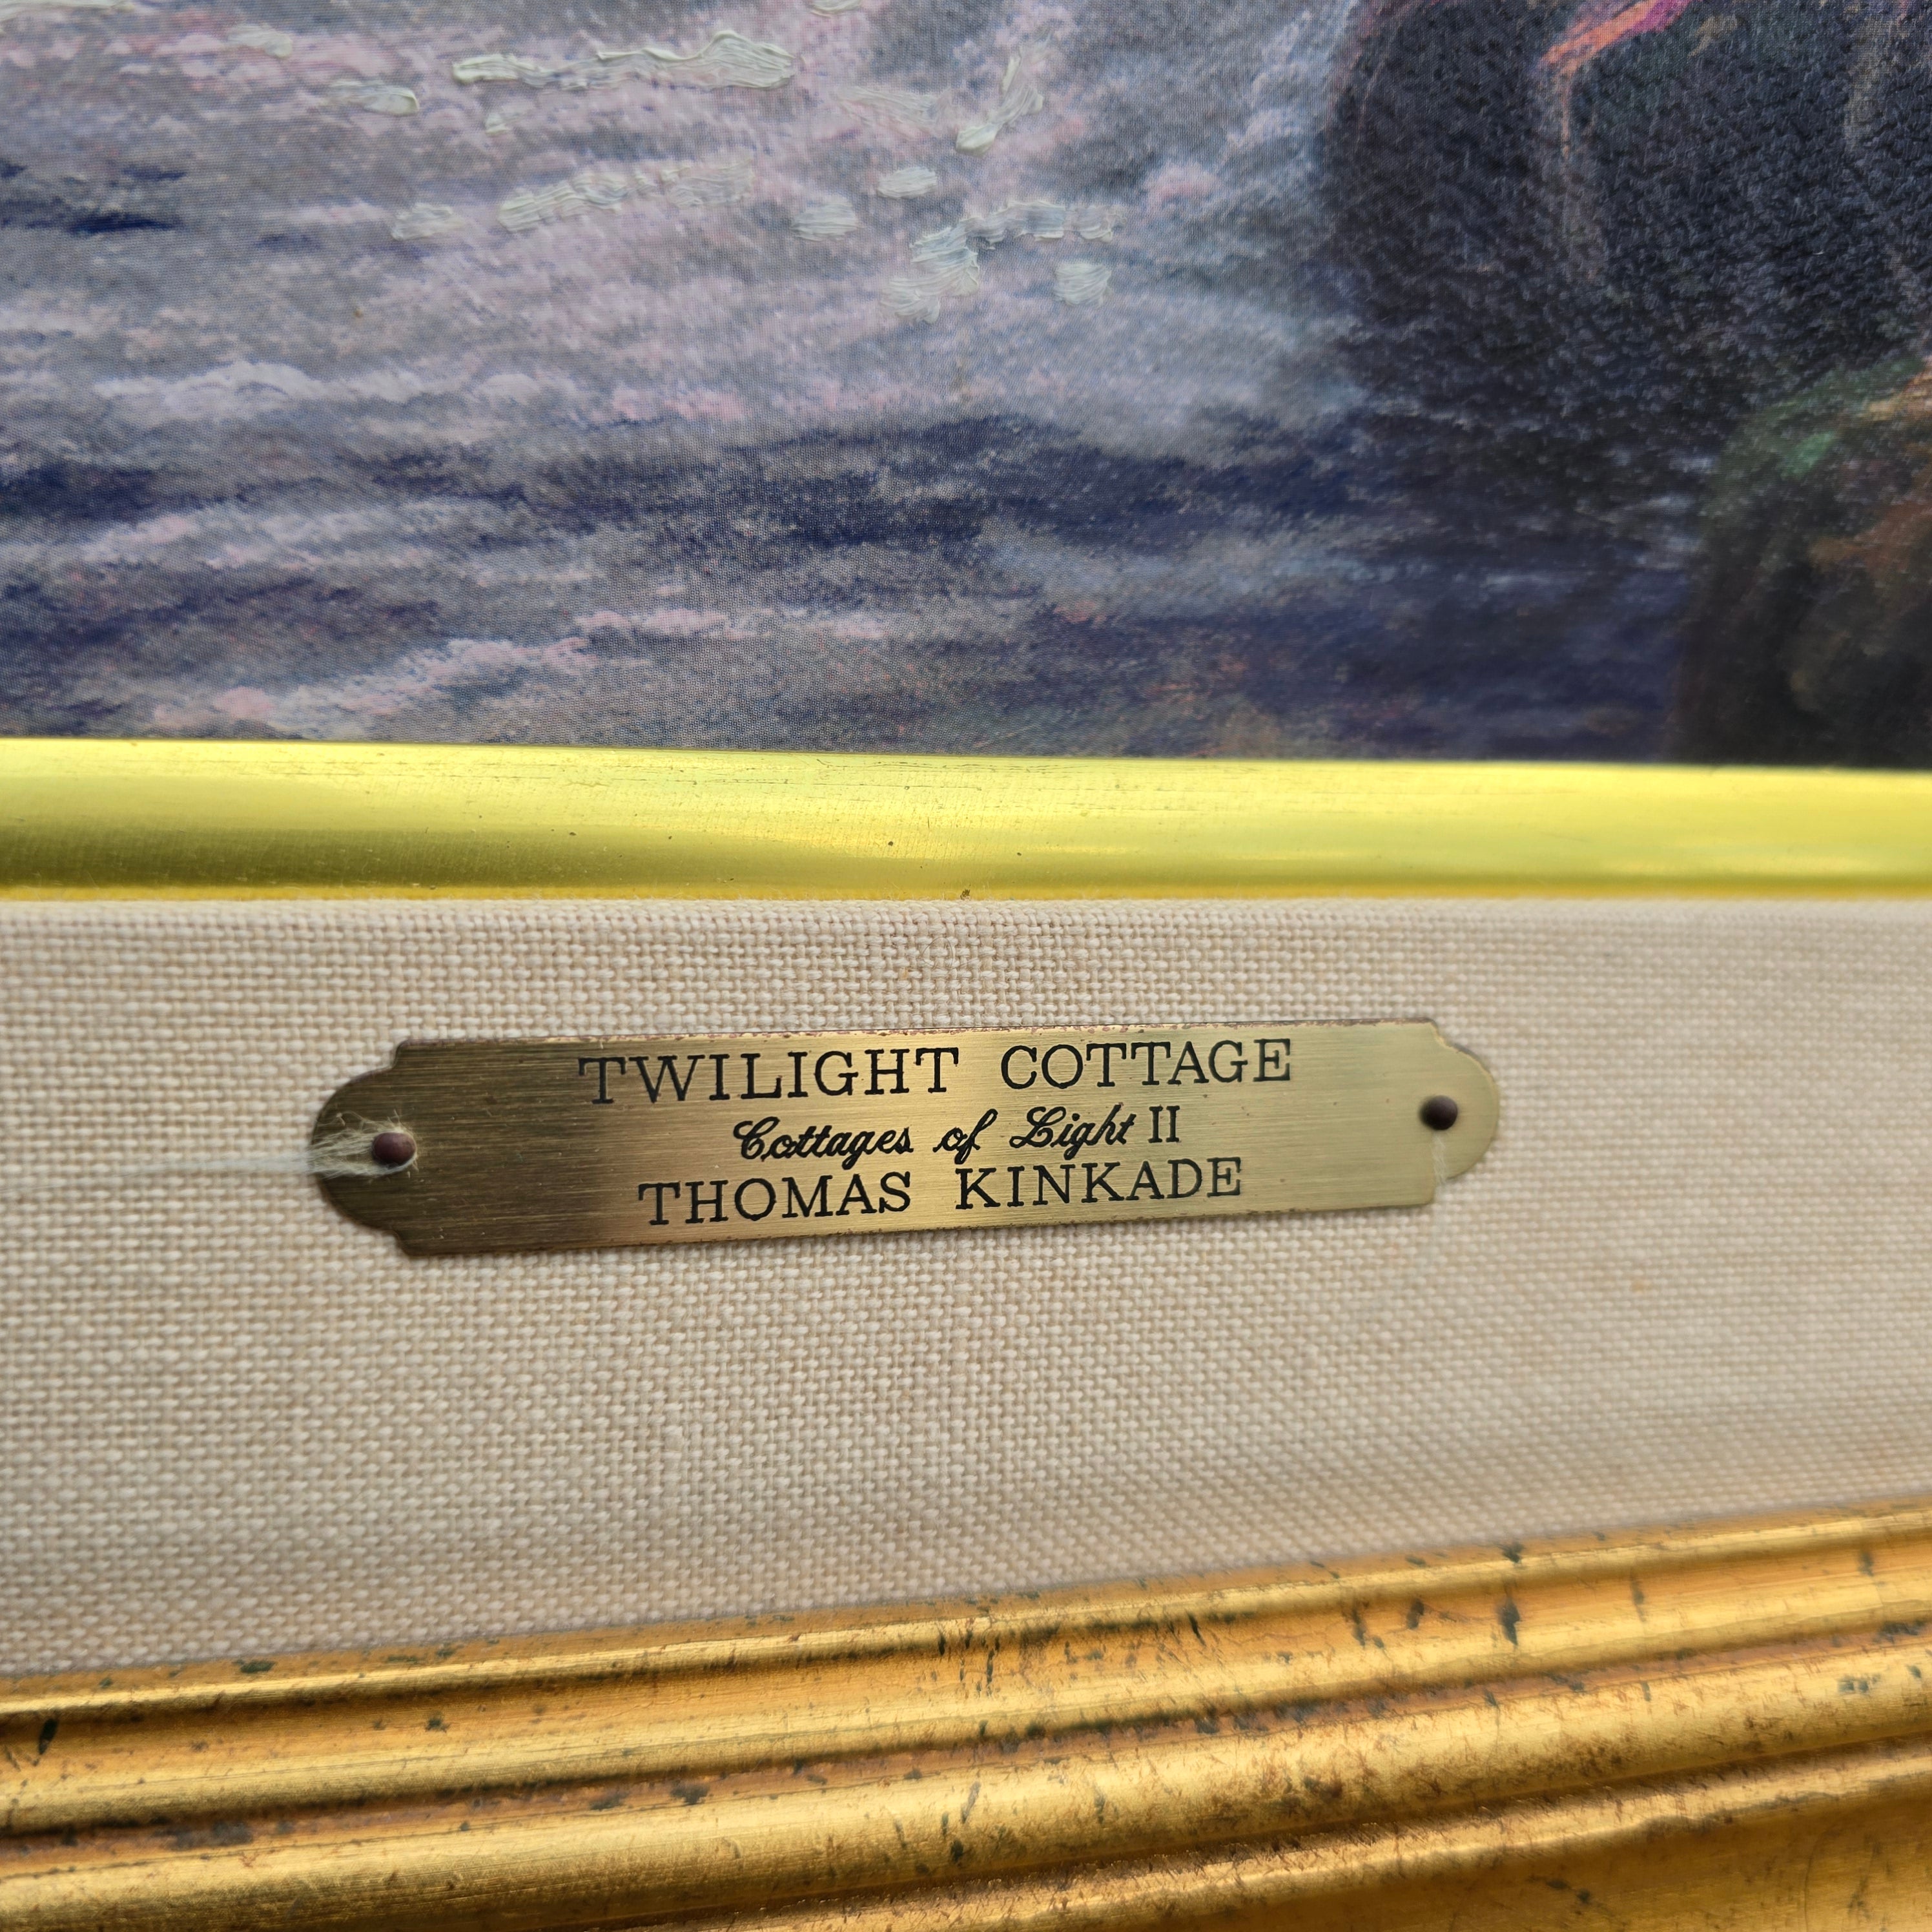 TWILIGHT COTTAGE
Cottages of Light II
THOMAS KINKADE